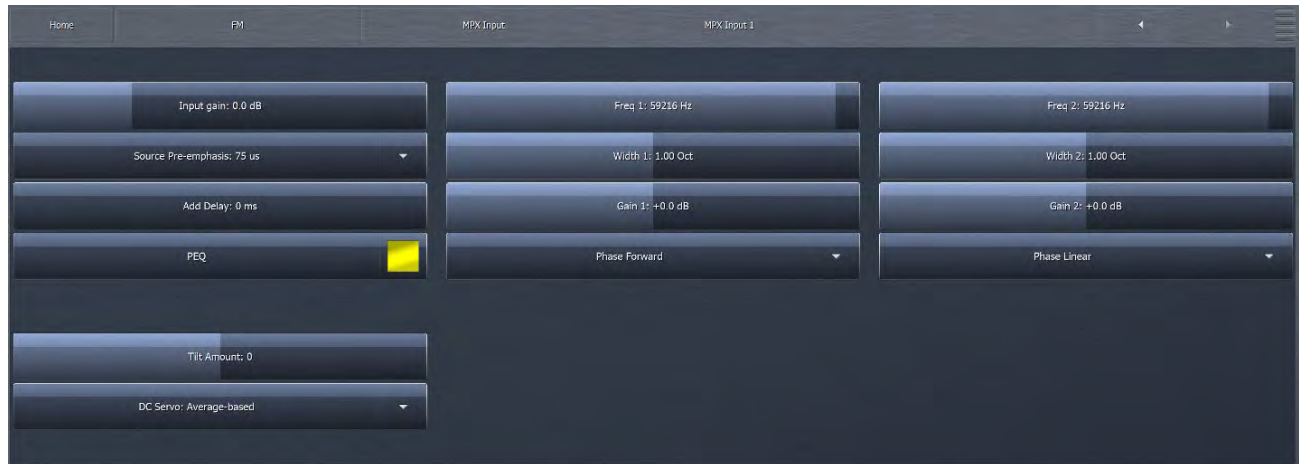 Home
FM
MPX Input
MPX Input 1
Input gain: 0.0 dB
Source Pre-emphasis: 75 us
Add Delay: 0 ms
PEQ
Freq 1: 59216 Hz
Width 1: 1.00 Oct
Gain 1: +0.0 dB
Phase Forward
Freq 2: 59216 Hz
Width 2: 1.00 Oct
Gain 2: +0.0 dB
Phase Linear
Tilt Amount: 0
DC Servo: Average-based